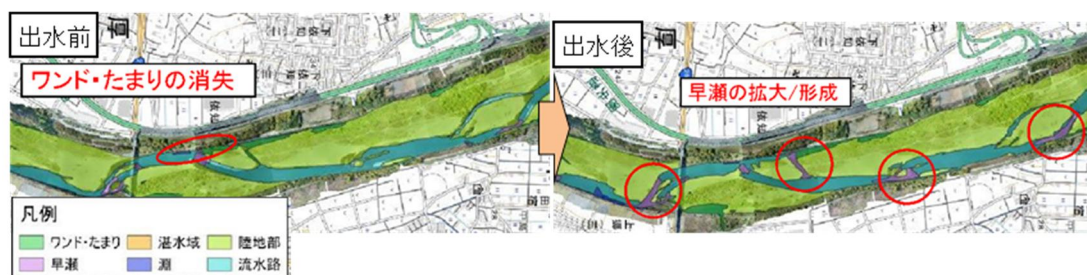 出水前
ワンド・たまりの消失
凡例
ワンド・たまり
湛水域
陸地部
早瀬
淵
流水路
出水後
早瀬の拡大/形成